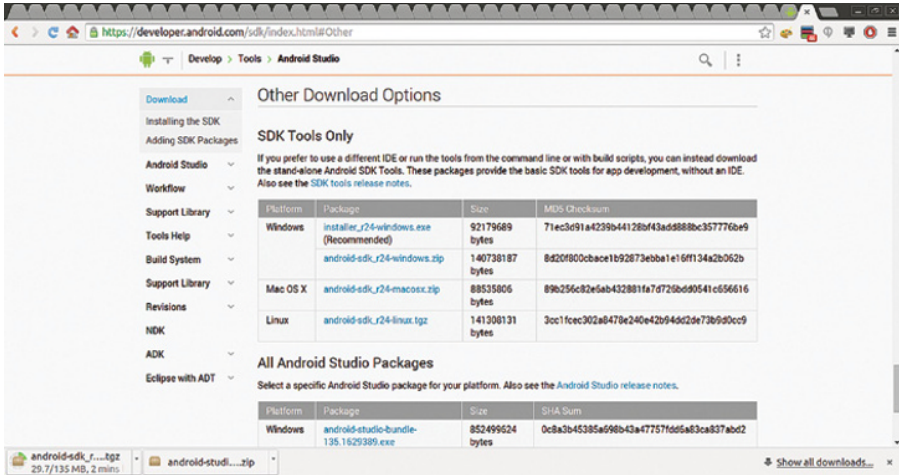 https://developer.android.com/sdk/index.html#Other
Develop > Tools > Android Studio
Download
Installing the SDK
Adding SDK Packages
Android Studio
Workflow
Support Library
Tools Help
Build System
Support Library
Revisions
NDK
ADK
Eclipse with ADT
Other Download Options
SDK Tools Only
If you prefer to use a different IDE or run the tools from the command line or with build scripts, you can instead download
the stand-alone Android SDK Tools. These packages provide the basic SDK tools for app development, without an IDE.
Also see the SDK tools release notes.
Platform Package Size MD5 Checksum
Windows installer_r24-windows.exe 92179689 71ec3d91a4239b44128bf43add888bc357776be9
(Recommended) bytes
android-sdk_r24-windows.zip 140738187 8d20f800cbace1b92873ebba1e16ff134a2b062b
bytes
Mac OS X android-sdk_r24-macosx.zip 88535806 89b256c82e6ab432881fa7d726bdd0541c656616
bytes
Linux android-sdk_r24-linux.tgz 141308131 3cc1fcec302a8478e240e42b94dd2de73b9d0cc9
bytes
All Android Studio Packages
Select a specific Android Studio package for your platform. Also see the Android Studio release notes.
Platform Package Size SHA Sum
Windows android-studio-bundle- 852499624 0c8a3b45385a698b43a47757fdd6a83ca837abd2
135.1629389.exe bytes
android-sdk_r....tgz
29.7/135 MB, 2 mins
android-studi....zip
Show all downloads...